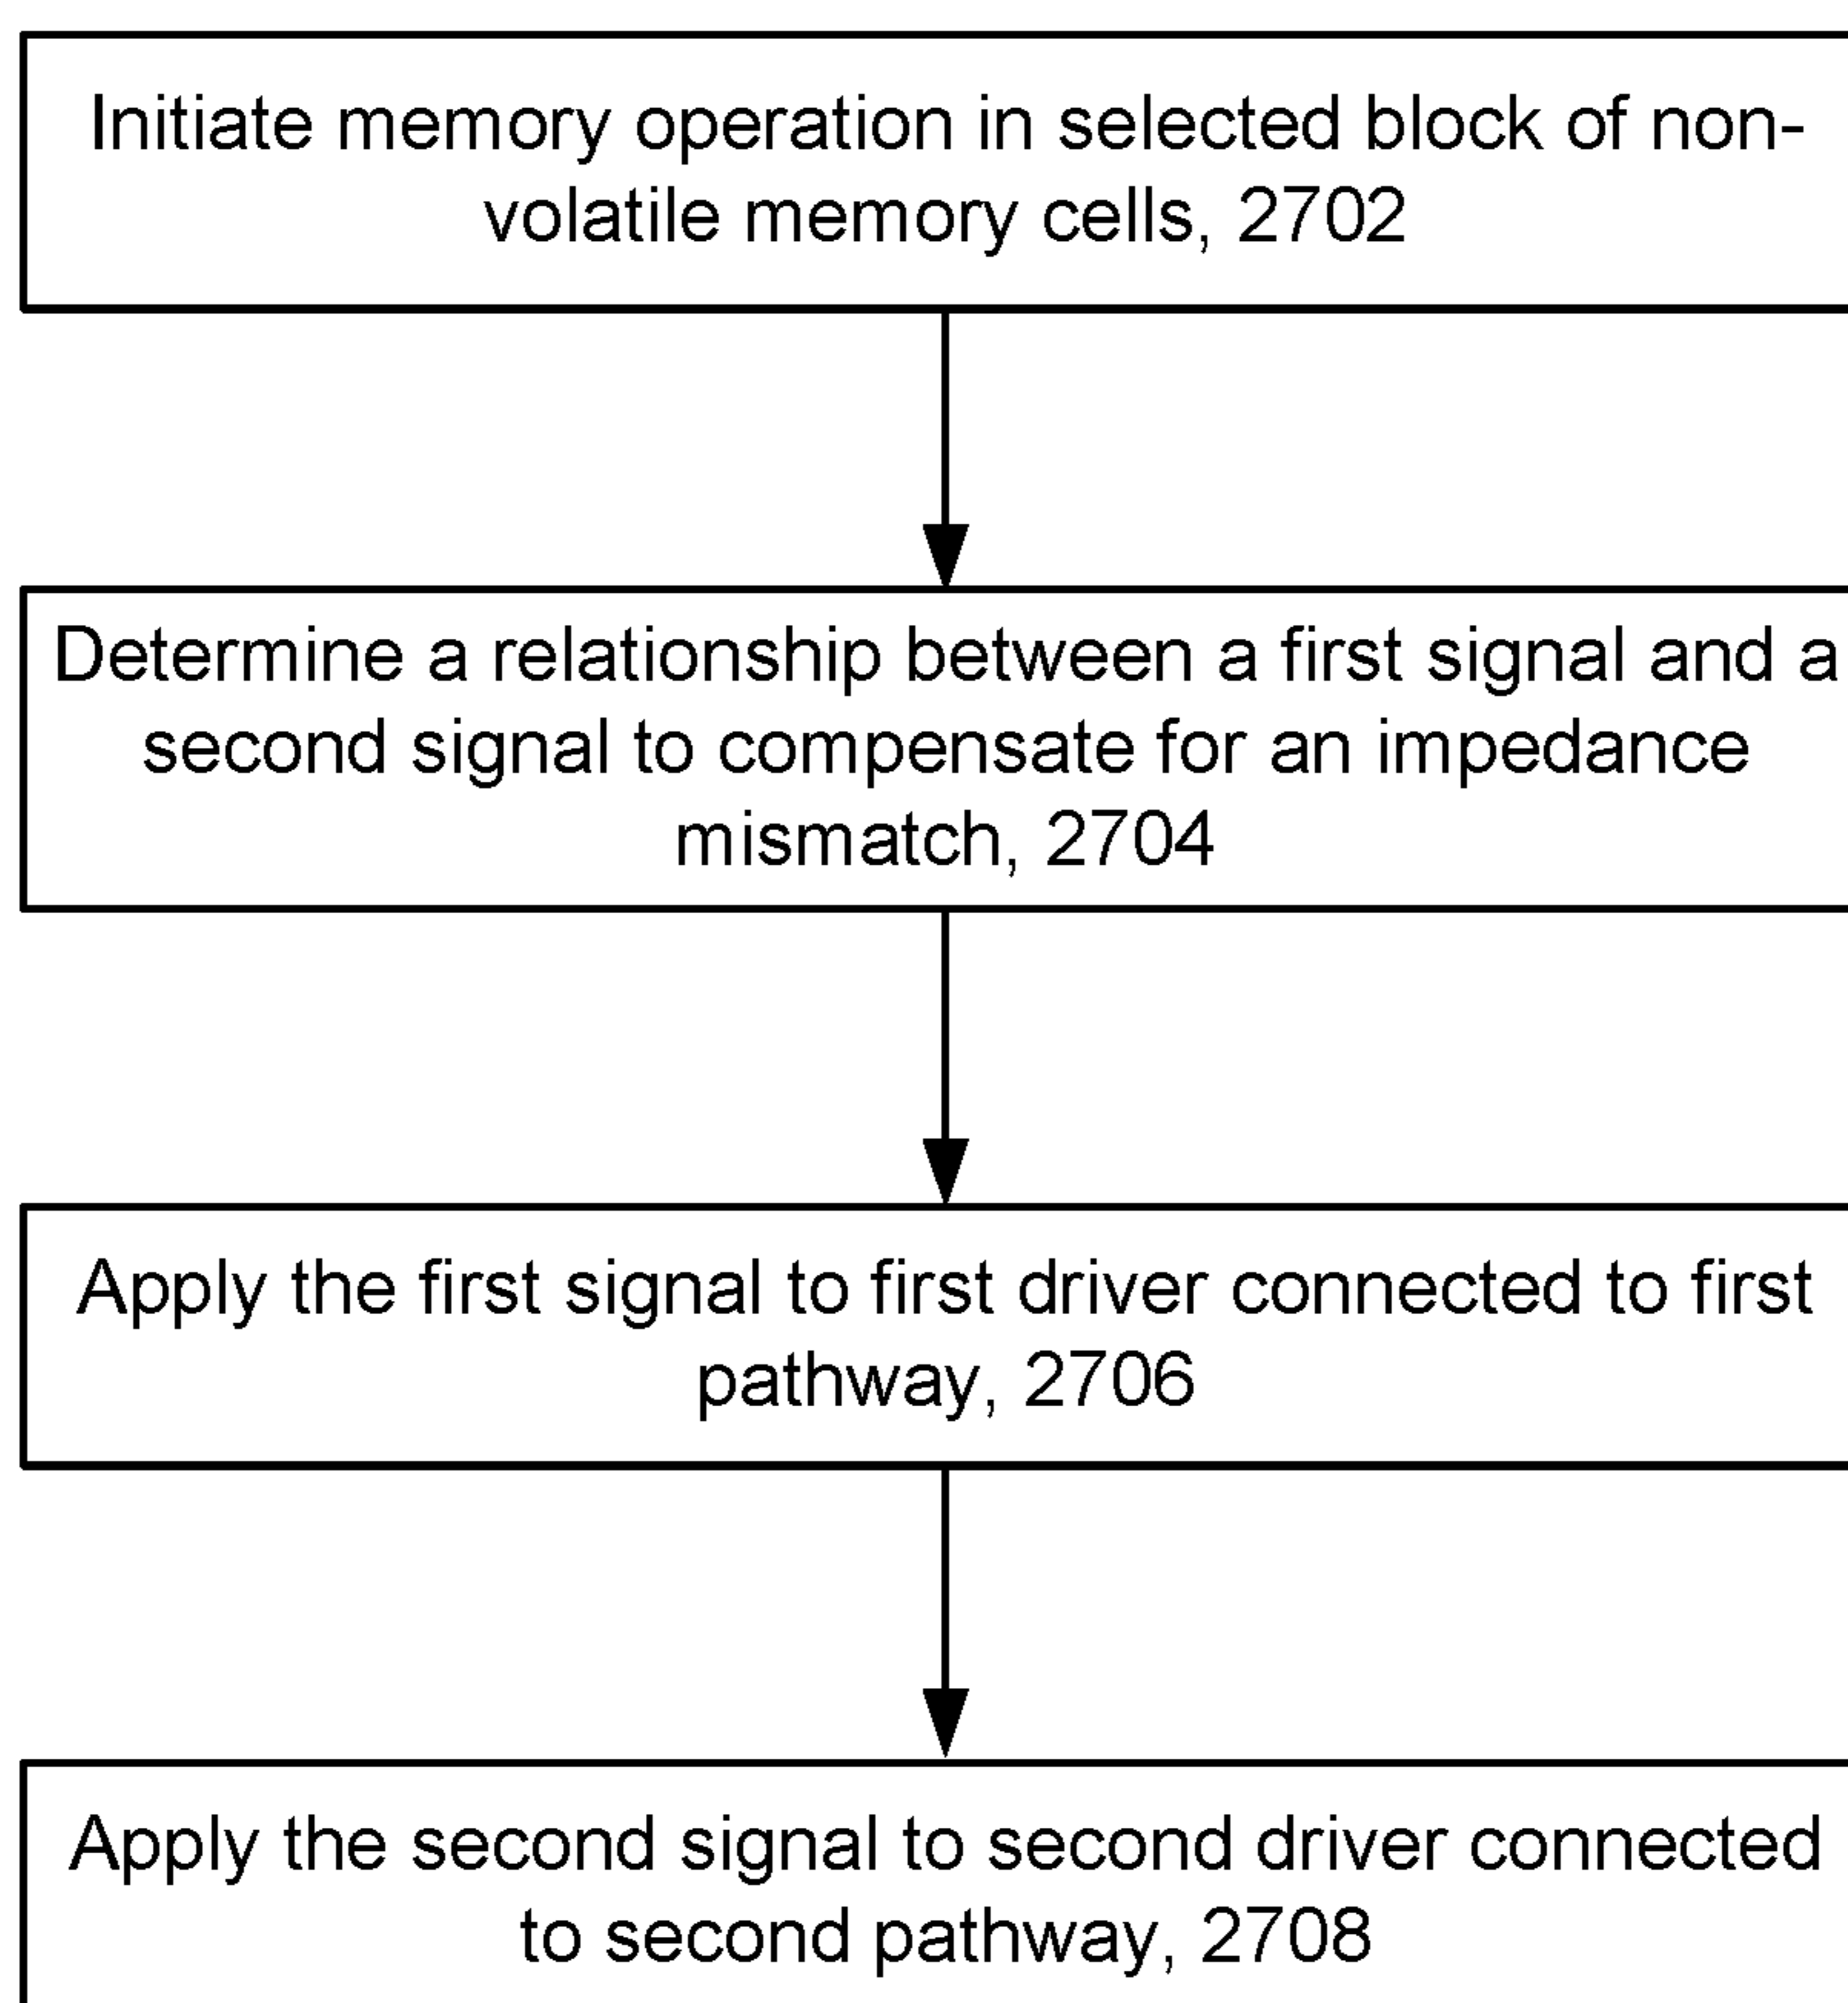 Initiate memory operation in selected block of non-
volatile memory cells, 2702
Determine a relationship between a first signal and a
second signal to compensate for an impedance
mismatch, 2704
Apply the first signal to first driver connected to first
pathway, 2706
Apply the second signal to second driver connected
to second pathway, 2708